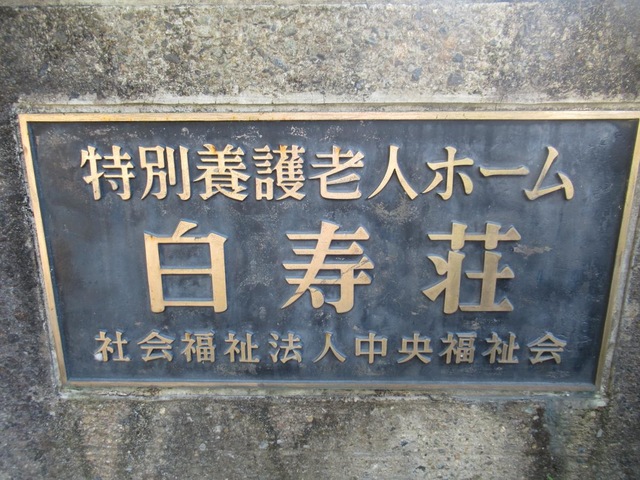 特別養護老人ホーム
白寿荘
社会福祉法人中央福祉会